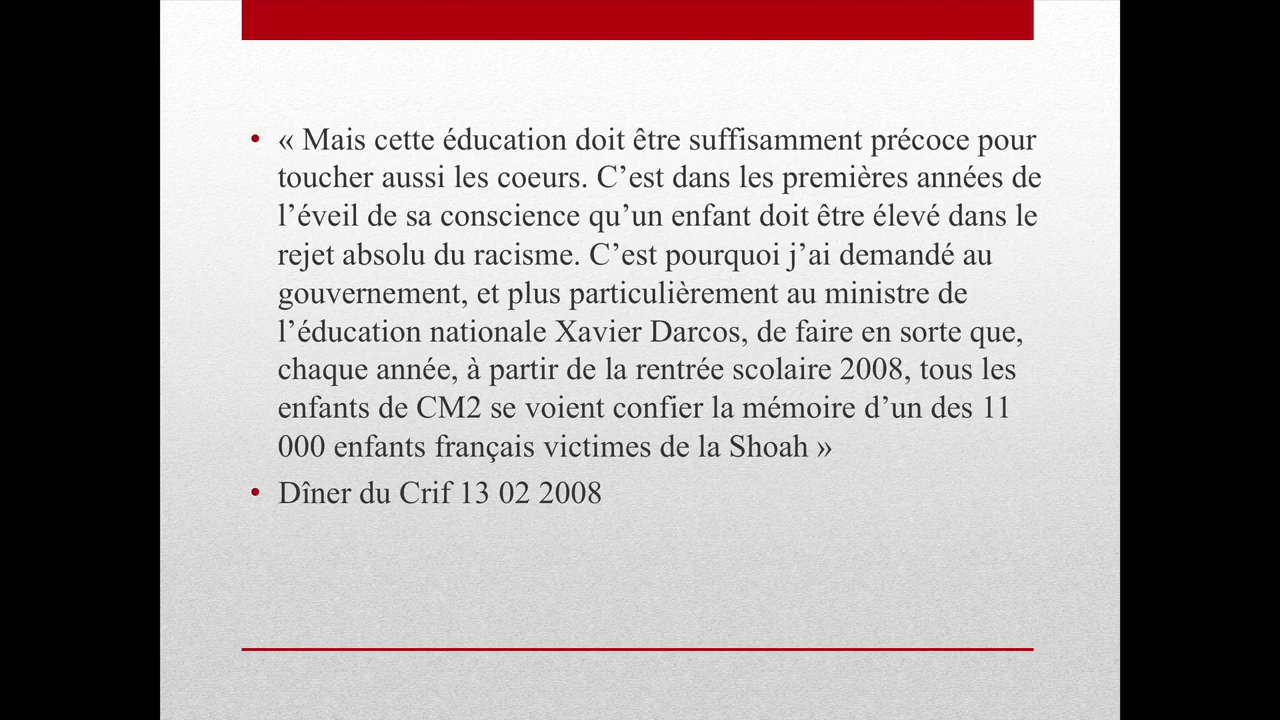 • « Mais cette éducation doit être suffisamment précoce pour
toucher aussi les coeurs. C’est dans les premières années de
l’éveil de sa conscience qu’un enfant doit être élevé dans le
rejet absolu du racisme. C’est pourquoi j’ai demandé au
gouvernement, et plus particulièrement au ministre de
l’éducation nationale Xavier Darcos, de faire en sorte que,
chaque année, à partir de la rentrée scolaire 2008, tous les
enfants de CM2 se voient confier la mémoire d’un des 11
000 enfants français victimes de la Shoah »
• Dîner du Crif 13 02 2008